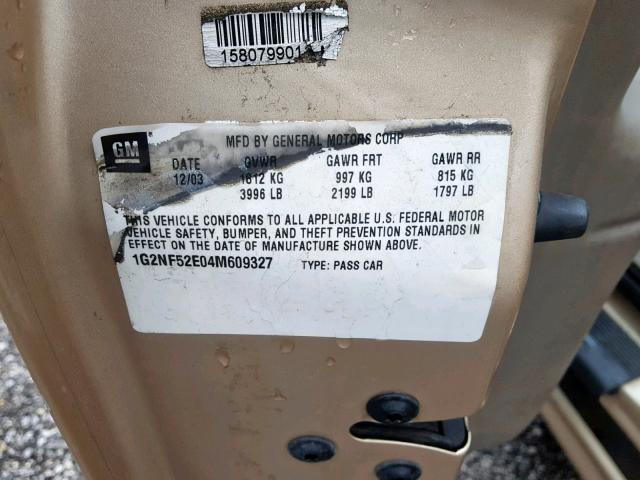 158079901
GM
MFD BY GENERAL MOTORS CORP
DATE GVWR GAWR FRT GAWR RR
12/03 1812 KG 997 KG 815 KG
3996 LB 2199 LB 1797 LB
THIS VEHICLE CONFORMS TO ALL APPLICABLE U.S. FEDERAL MOTOR
VEHICLE SAFETY, BUMPER, AND THEFT PREVENTION STANDARDS IN
EFFECT ON THE DATE OF MANUFACTURE SHOWN ABOVE.
1G2NF52E04M609327 TYPE: PASS CAR